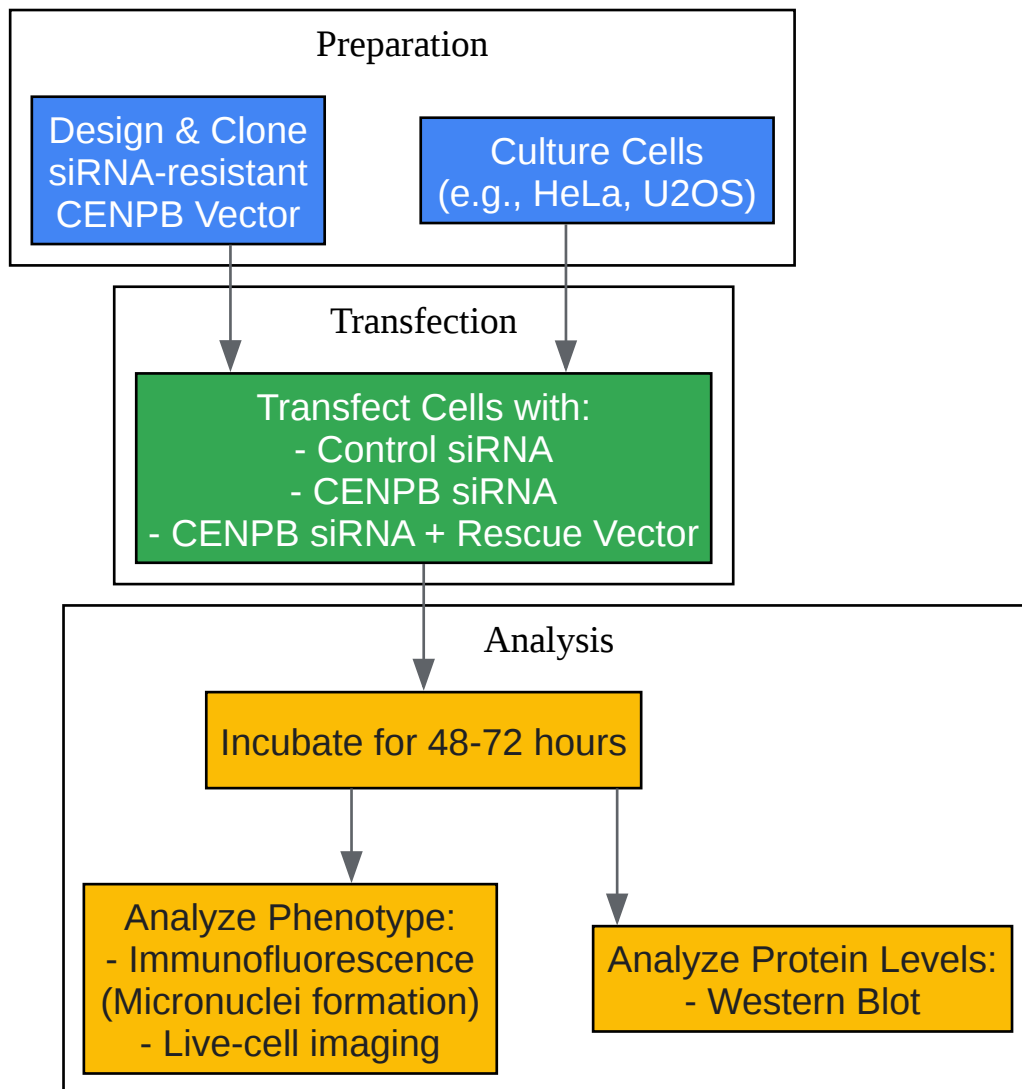 Preparation
Design & Clone
siRNA-resistant
CENPB Vector
Culture Cells
(e.g., HeLa, U2OS)
Transfection
Transfect Cells with:
- Control siRNA
- CENPB siRNA
- CENPB siRNA + Rescue Vector
Analysis
Incubate for 48-72 hours
Analyze Phenotype:
- Immunofluorescence
(Micronuclei formation)
- Live-cell imaging
Analyze Protein Levels:
- Western Blot